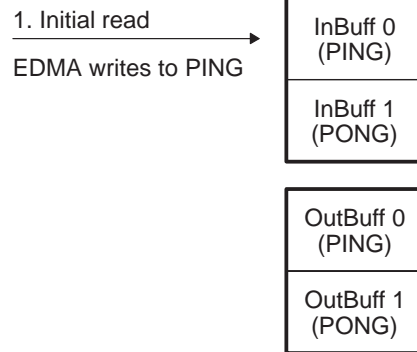 1. Initial read
EDMA writes to PING
InBuff 0
(PING)
InBuff 1
(PONG)
OutBuff 0
(PING)
OutBuff 1
(PONG)